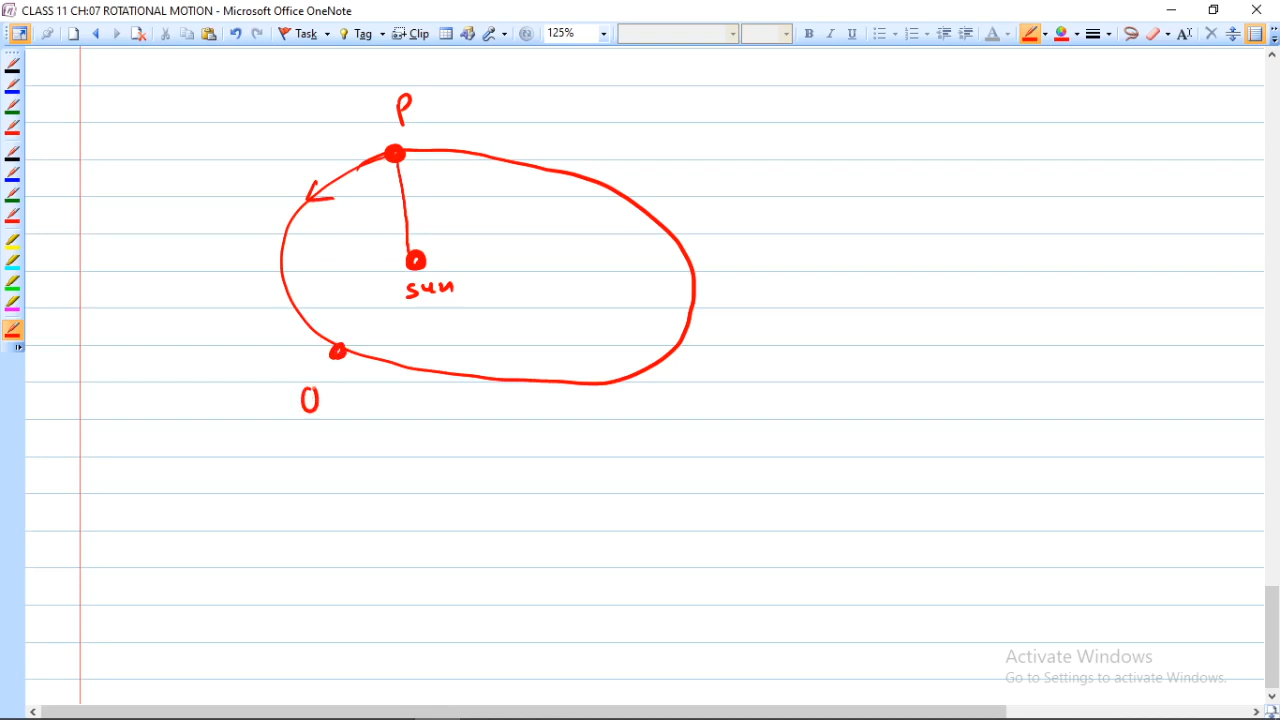 CLASS 11 CH:07 ROTATIONAL MOTION - Microsoft Office OneNote
Task Tag Clip 125% B I U A
P
sun
O
Activate Windows
Go to Settings to activate Windows.